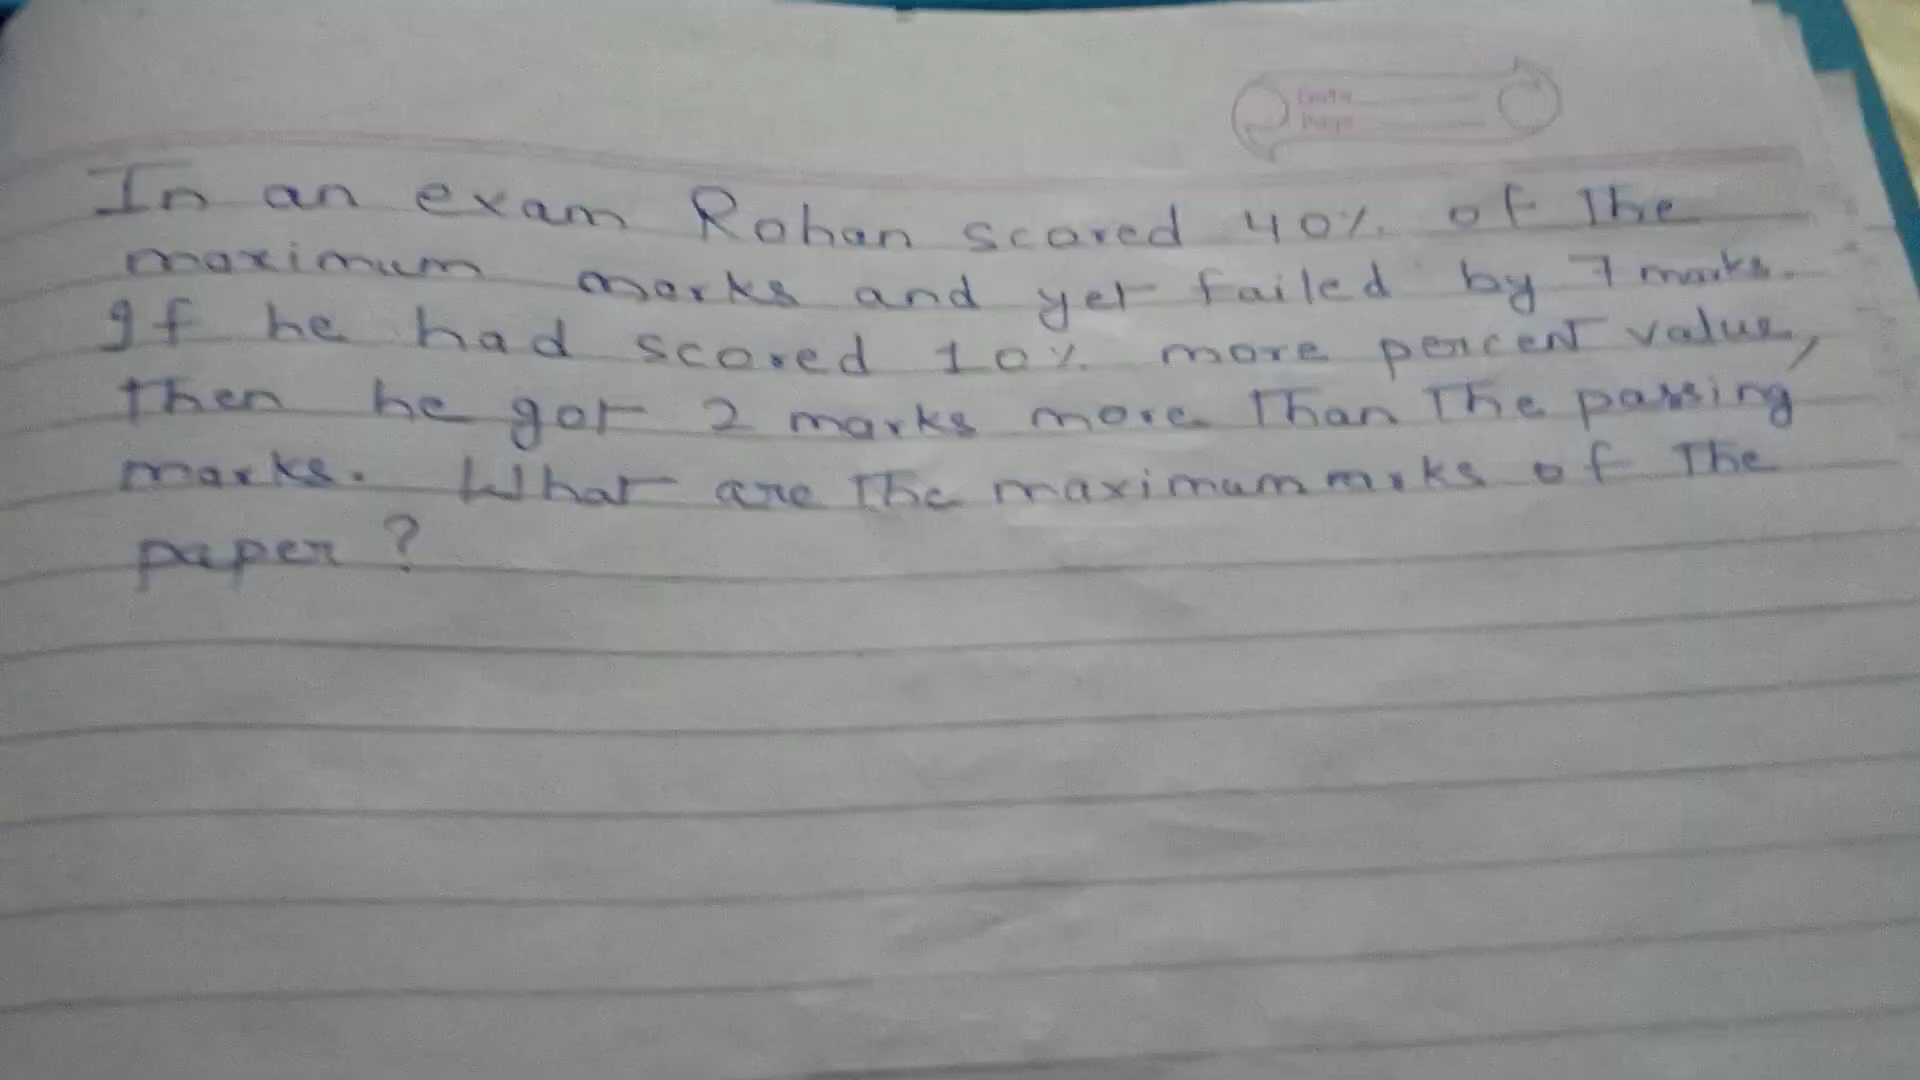 Date
Page
In an exam Rohan scored 40% of the
maximum marks and yet failed by 7 marks.
If he had scored 10% more percent value,
then he got 2 marks more than the passing
marks. What are the maximum marks of the
paper?